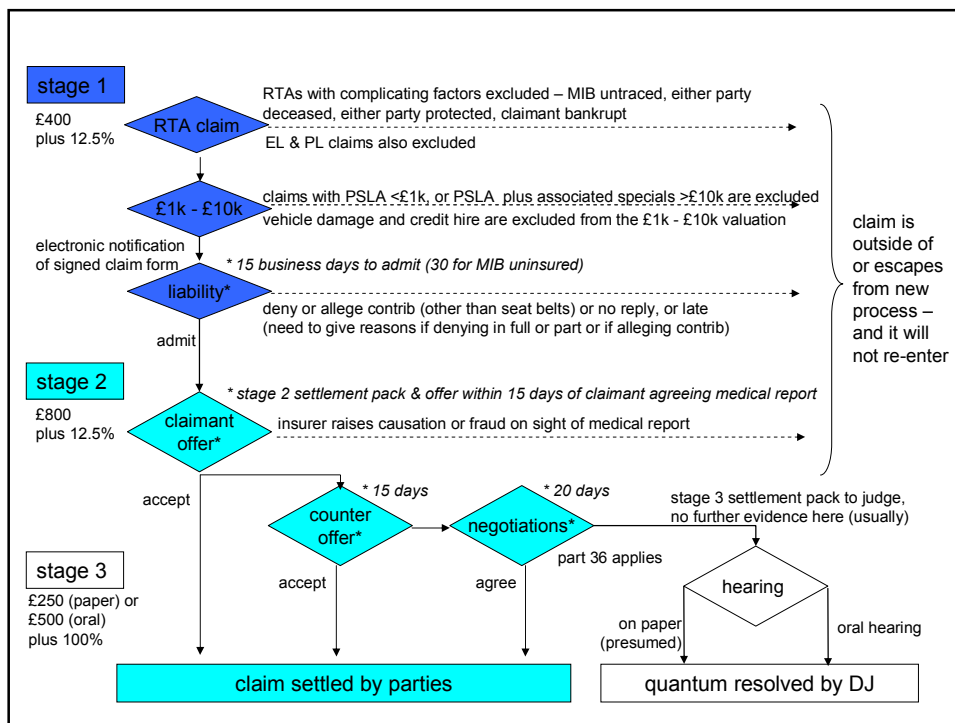 stage 1
£400
plus 12.5%
RTA claim
RTAs with complicating factors excluded – MIB untraced, either party
deceased, either party protected, claimant bankrupt
EL & PL claims also excluded
£1k - £10k
claims with PSLA <£1k, or PSLA plus associated specials >£10k are excluded
vehicle damage and credit hire are excluded from the £1k - £10k valuation
electronic notification
of signed claim form
* 15 business days to admit (30 for MIB uninsured)
liability*
deny or allege contrib (other than seat belts) or no reply, or late
(need to give reasons if denying in full or part or if alleging contrib)
admit
claim is
outside of
or escapes
from new
process –
and it will
not re-enter
stage 2
£800
plus 12.5%
* stage 2 settlement pack & offer within 15 days of claimant agreeing medical report
claimant
offer*
insurer raises causation or fraud on sight of medical report
accept
* 15 days
counter
offer*
accept
* 20 days
negotiations*
part 36 applies
agree
stage 3 settlement pack to judge,
no further evidence here (usually)
stage 3
£250 (paper) or
£500 (oral)
plus 100%
hearing
on paper
(presumed)
oral hearing
claim settled by parties
quantum resolved by DJ